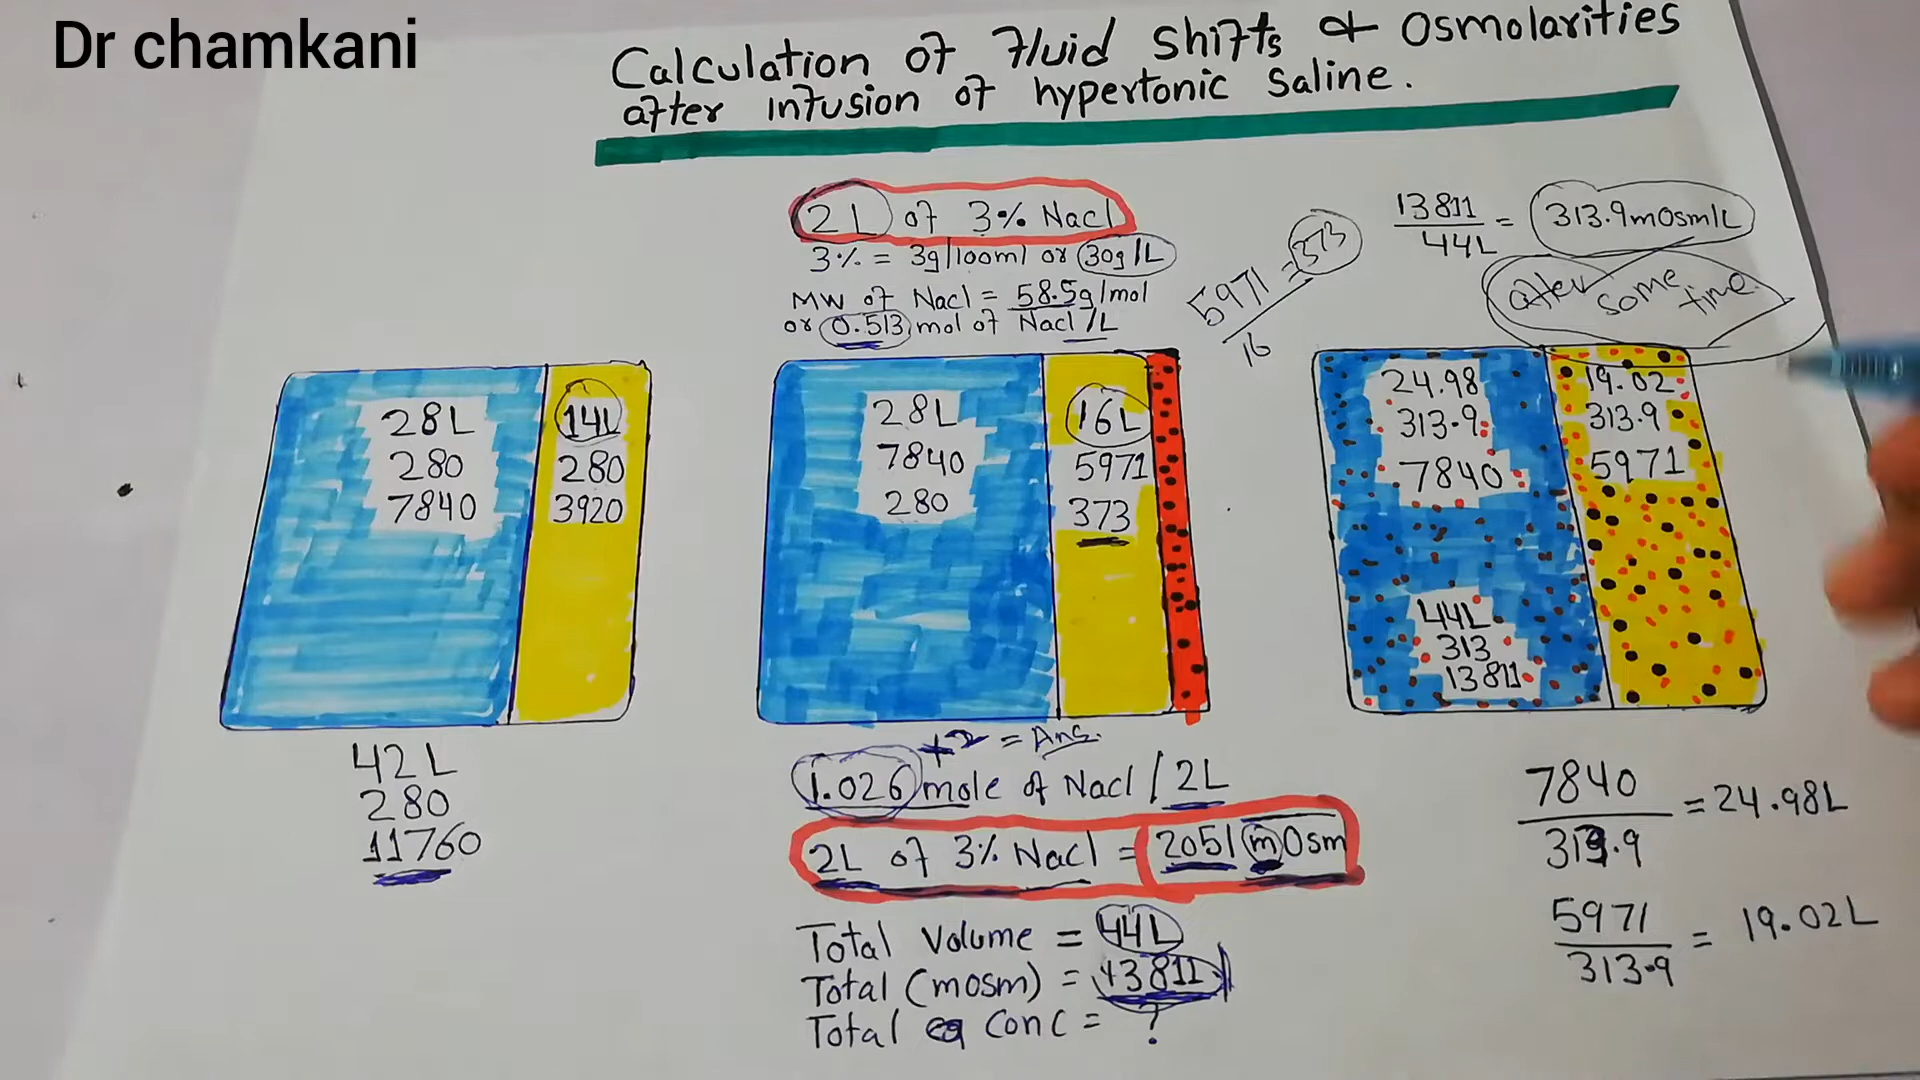 Dr chamkani
Calculation of Fluid Shifts & Osmolarities
after infusion of hypertonic saline.
2 L of 3% Nacl
3% = 3g/100ml or 30g/L
MW of Nacl = 58.5g/mol
or 0.513 mol of Nacl/L
5971
16
= 373
13811
44L
= 313.9mosm/L
after some time
28L
280
7840
14L
280
3920
42L
280
11760
28L
7840
280
16L
5971
373
+2 = Ans.
1.026 mole of Nacl / 2L
2L of 3% Nacl = 2051 mOsm
Total Volume = 44L
Total (mosm) = 13811
Total eq Conc = ?
24.98
313.9
7840
19.02
313.9
5971
44L
313
13811
7840
313.9
= 24.98L
5971
313.9
= 19.02L